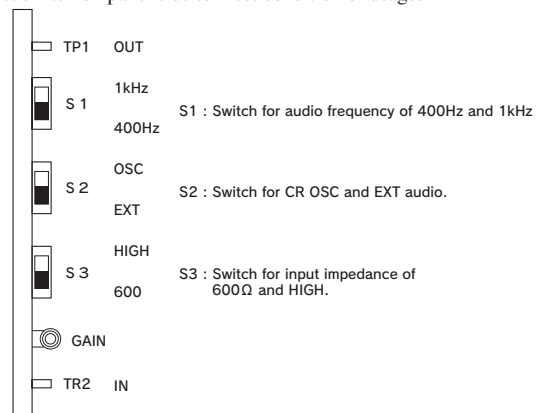 TP1 OUT
1kHz
S 1
S1 : Switch for audio frequency of 400Hz and 1kHz
400Hz
OSC
S 2
S2 : Switch for CR OSC and EXT audio.
EXT
HIGH
S 3
S3 : Switch for input impedance of
600Ω and HIGH.
600
GAIN
TR2 IN